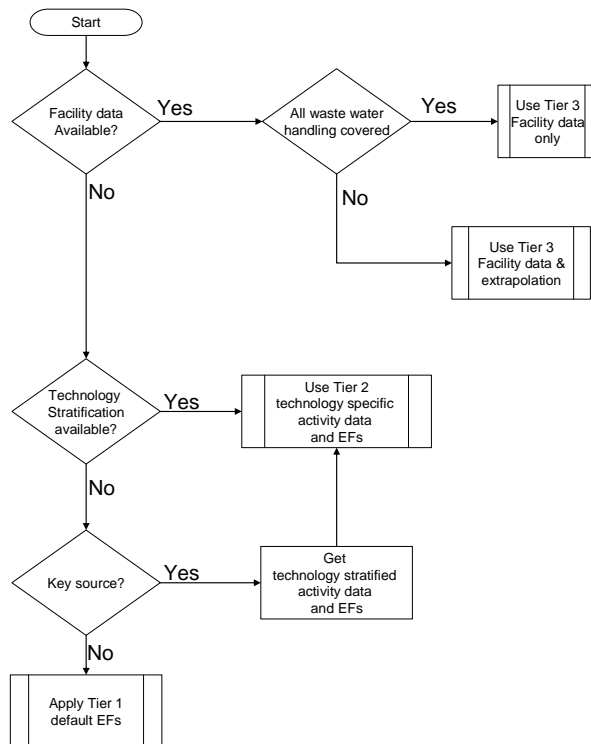 Start
Facility data
Available?
Yes
All waste water
handling covered
Yes
Use Tier 3
Facility data
only
No
No
Use Tier 3
Facility data &
extrapolation
Technology
Stratification
available?
Yes
Use Tier 2
technology specific
activity data
and EFs
No
Key source?
Yes
Get
technology stratified
activity data
and EFs
No
Apply Tier 1
default EFs